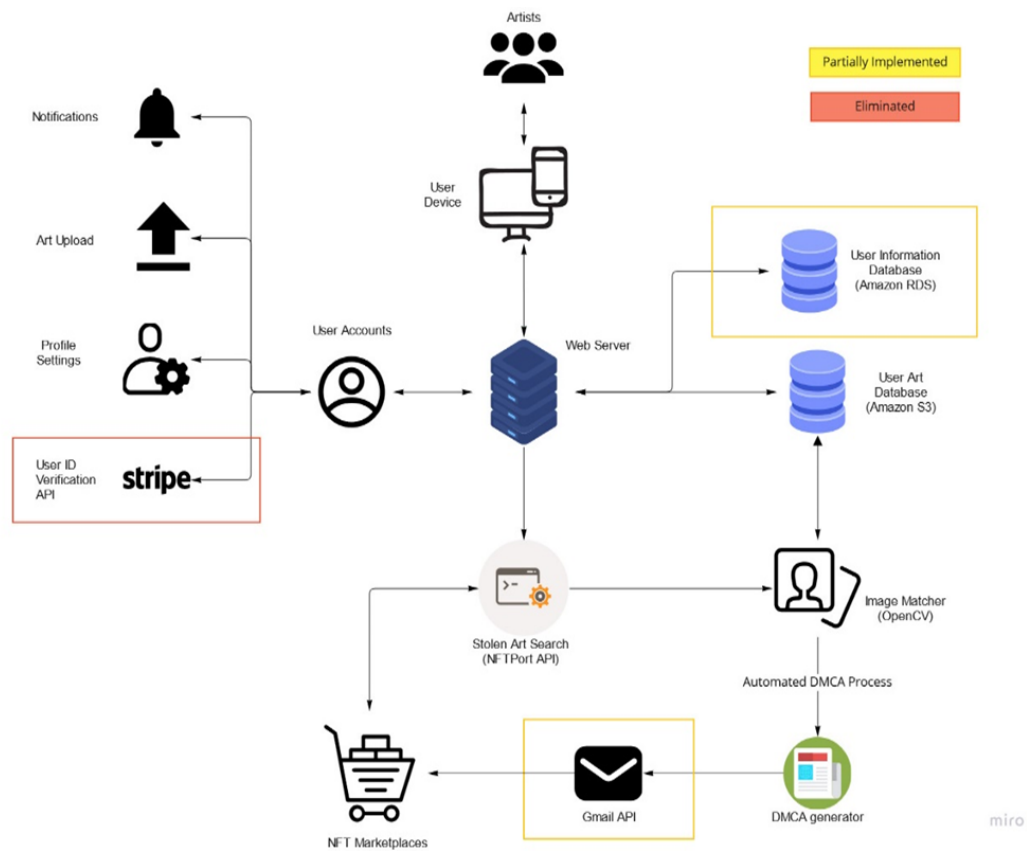 Artists
Partially Implemented
Eliminated
Notifications
User
Device
Art Upload
User Information
Database
(Amazon RDS)
Profile
Settings
User Accounts
Web Server
User Art
Database
(Amazon S3)
User ID
Verification
API
stripe
Stolen Art Search
(NFTPort API)
Image Matcher
(OpenCV)
Automated DMCA Process
NFT Marketplaces
Gmail API
DMCA generator
miro